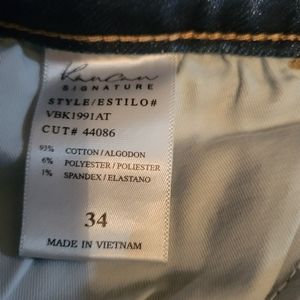 Kancan
SIGNATURE
STYLE/ESTILO#
VBK1991AT
CUT# 44086
93% COTTON/ALGODON
6% POLYESTER/POLIESTER
1% SPANDEX/ELASTANO
34
MADE IN VIETNAM